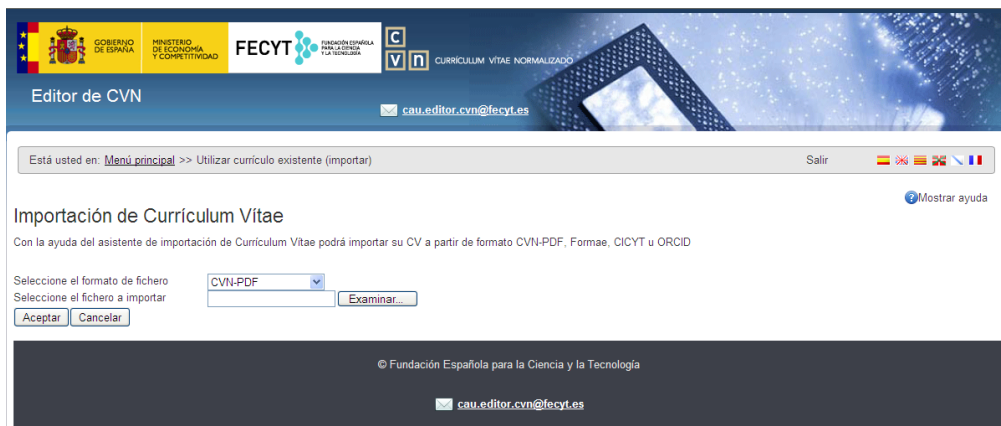 GOBIERNO
DE ESPAÑA
MINISTERIO
DE ECONOMÍA
Y COMPETITIVIDAD
FECYT
FUNDACIÓN ESPAÑOLA
PARA LA CIENCIA
Y LA TECNOLOGÍA
C
v n CURRÍCULUM VÍTAE NORMALIZADO
Editor de CVN
cau.editor.cvn@fecyt.es
Está usted en: Menú principal >> Utilizar currículo existente (importar)
Salir
Mostrar ayuda
Importación de Currículum Vítae
Con la ayuda del asistente de importación de Currículum Vítae podrá importar su CV a partir de formato CVN-PDF, Formae, CICYT u ORCID
Seleccione el formato de fichero CVN-PDF
Seleccione el fichero a importar Examinar...
Aceptar Cancelar
© Fundación Española para la Ciencia y la Tecnología
cau.editor.cvn@fecyt.es